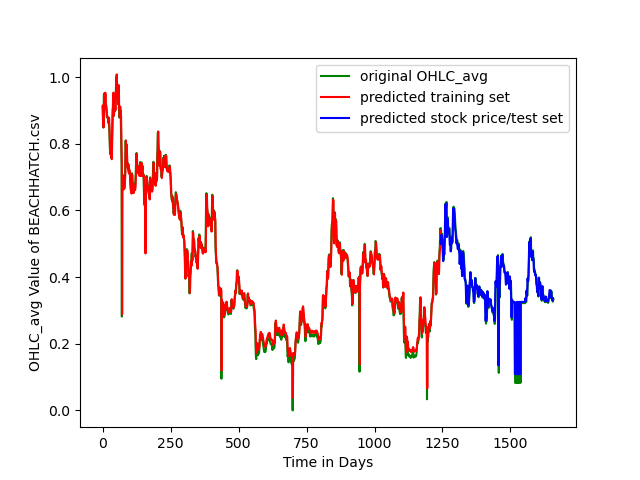 original OHLC_avg
predicted training set
predicted stock price/test set
OHLC_avg Value of BEACHHATCH.csv
1.0
0.8
0.6
0.4
0.2
0.0
0 250 500 750 1000 1250 1500
Time in Days